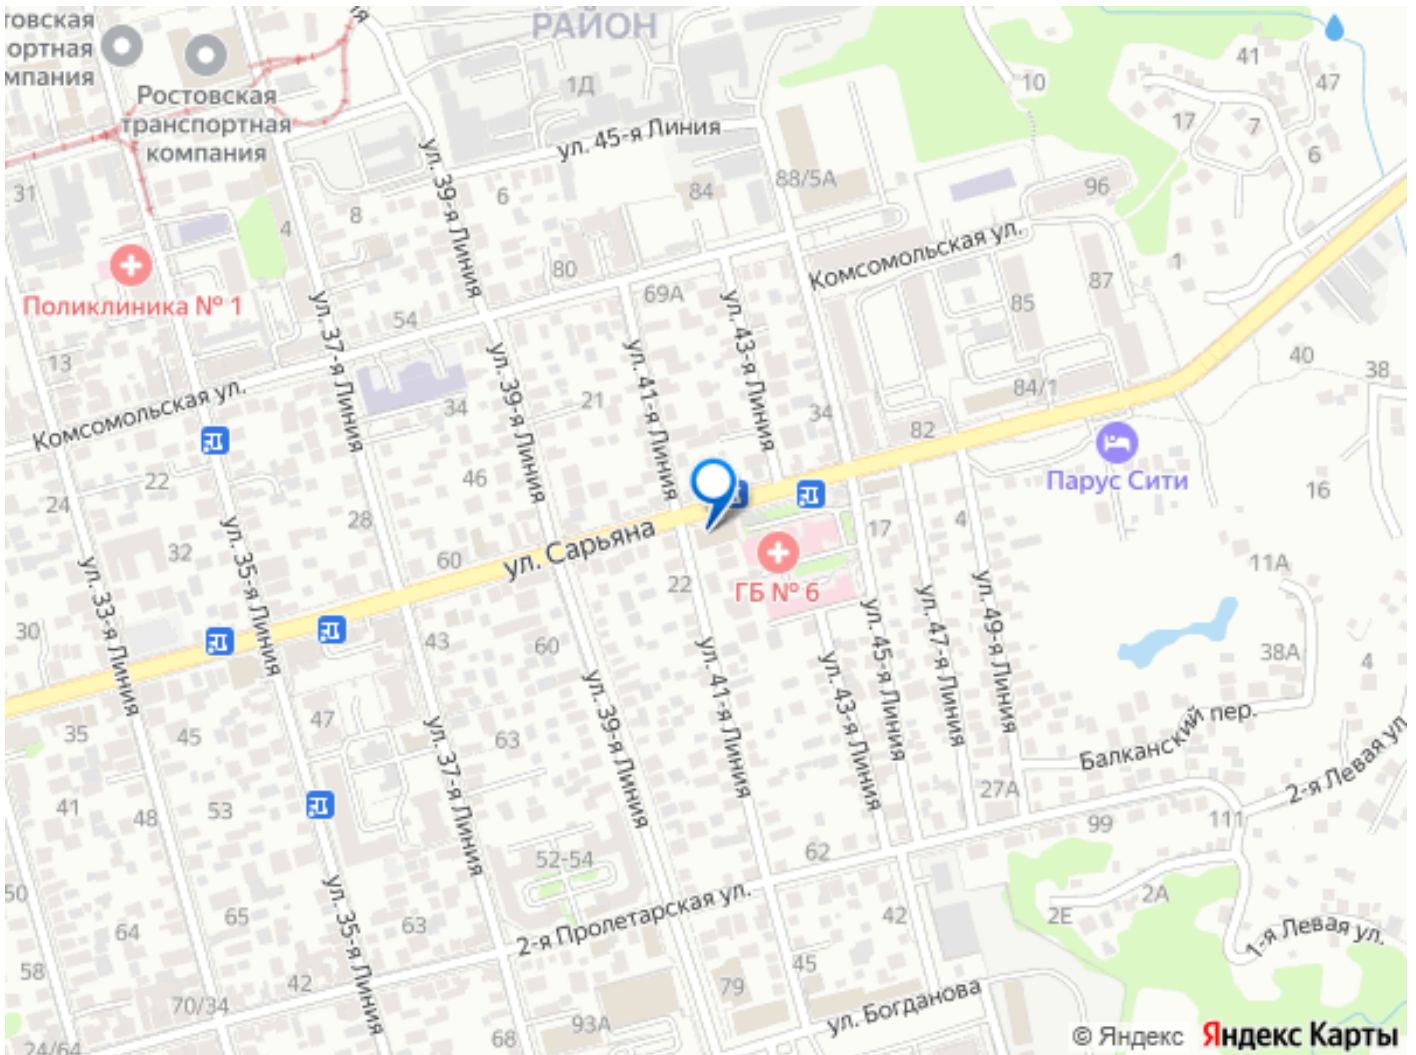 товская
ортная
мпания
Ростовская
транспортная
компания
РАЙОН
1Д
10
41
47
17
7
6
ул. 45-я Линия
ул. 39-я Линия
31
8
6
84
88/5А
96
4
Поликлиника № 1
Комсомольская ул.
80
69А
1
87
85
54
ул. 37-я Линия
ул. 39-я Линия
ул. 41-я Линия
ул. 43-я Линия
13
40
38
84/1
34
21
34
82
Комсомольская ул.
46
22
24
28
32
Парус Сити
16
4
17
ул. Сарьяна
60
22
ГБ № 6
11А
ул. 33-я Линия
ул. 35-я Линия
ул. 45-я Линия
ул. 47-я Линия
ул. 49-я Линия
30
43
60
38А
4
ул. 39-я Линия
ул. 41-я Линия
ул. 43-я Линия
35
45
47
63
Балканский пер.
2-я Левая ул.
ул. 37-я Линия
41
48
53
27А
99
111
62
52-54
50
64
65
63
ул. 35-я Линия
2-я Пролетарская ул.
42
2Е
2А
1-я Левая ул.
58
42
45
79
70/34
93А
68
24/64
ул. Богданова
© Яндекс Яндекс Карты